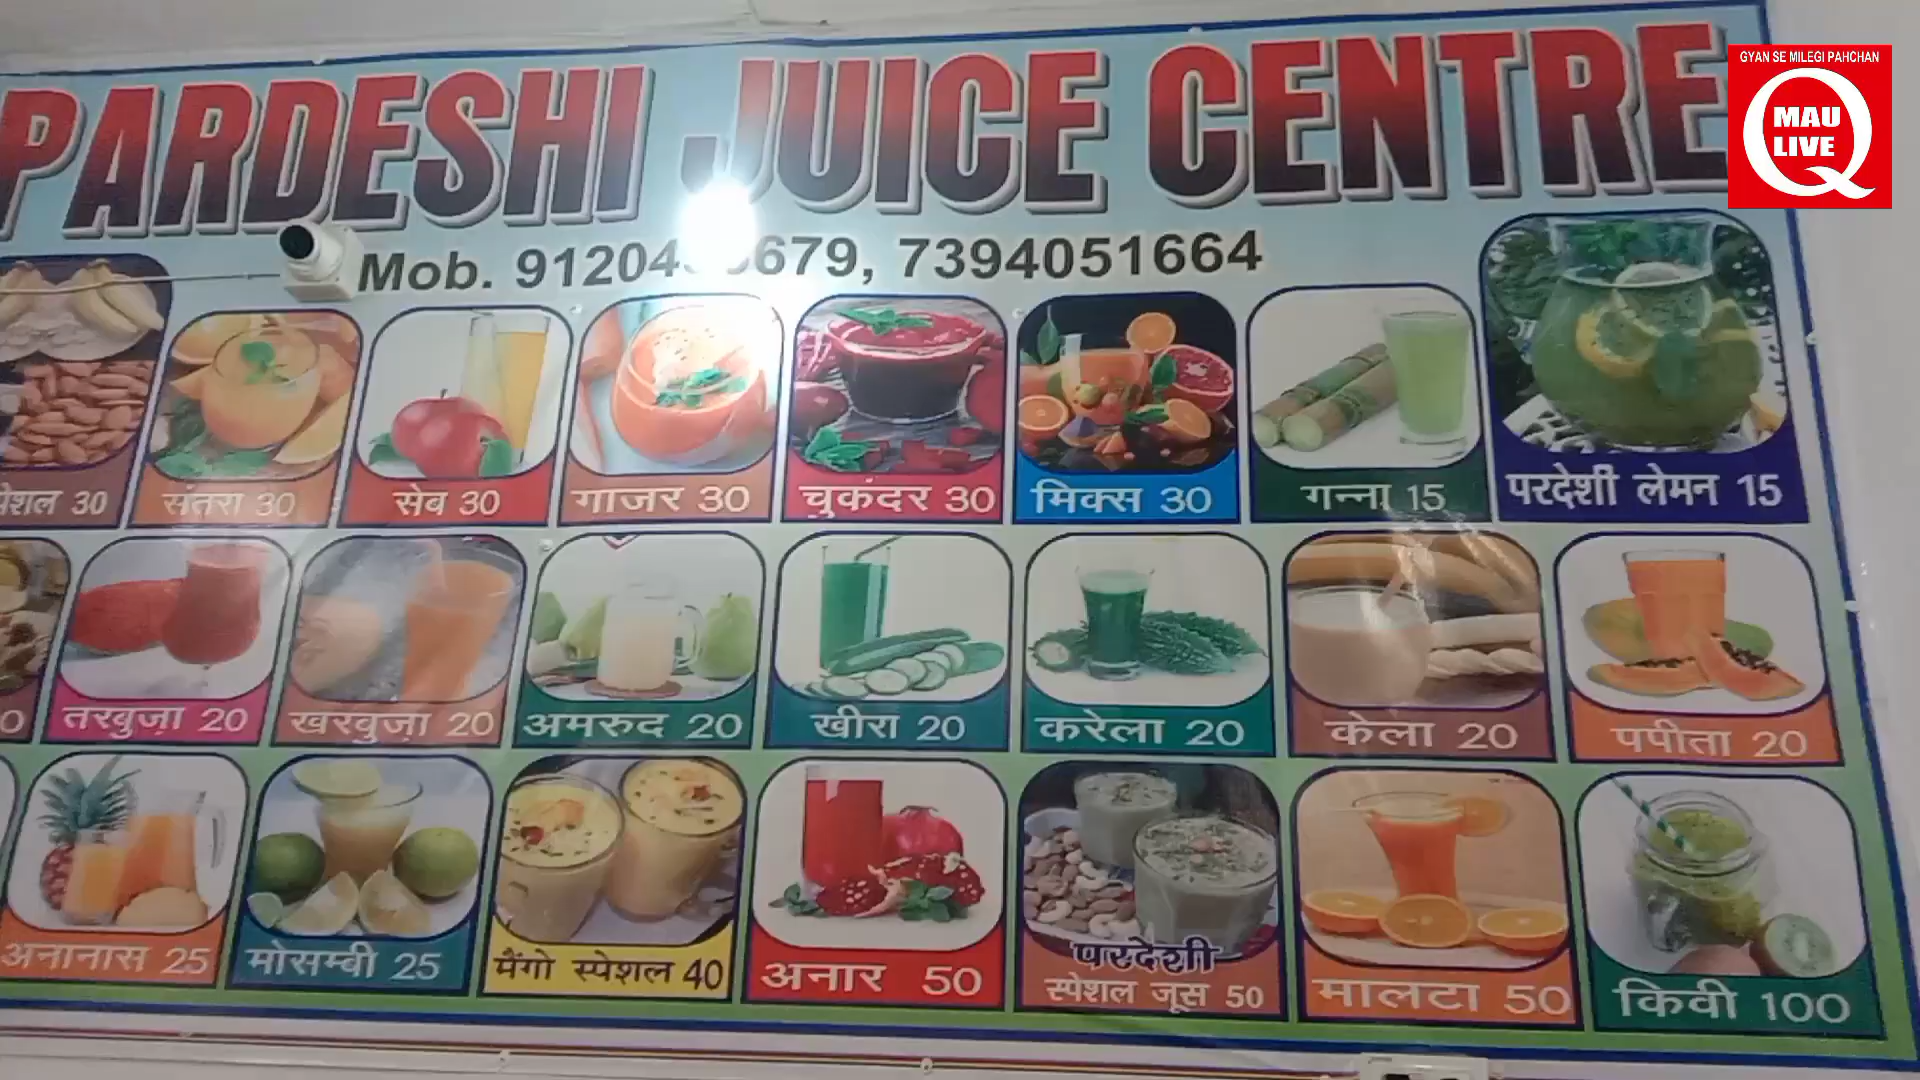 PARDESHI JUICE CENTRE
GYAN SE MILEGI PAHCHAN
MAU
LIVE
Mob. 7394051664
30
संतरा 30
सेब 30
गाजर 30
चुकंदर 30
मिक्स 30
गन्ना 15
परदेशी लेमन 15
तरबुज़ा 20
खरबुज़ा 20
अमरुद 20
खीरा 20
करेला 20
केला 20
पपीता 20
अनानास 25
मोसम्बी 25
मैंगो स्पेशल 40
अनार 50
परदेशी
स्पेशल जूस 50
मालटा 50
किवी 100